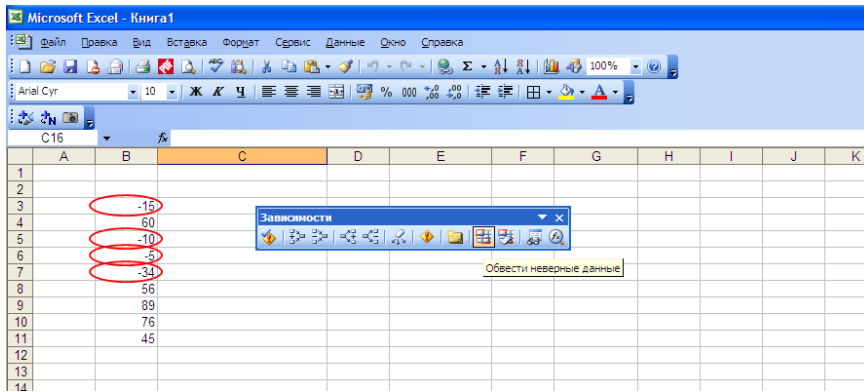 Microsoft Excel - Книга1
Файл Правка Вид Вставка Формат Сервис Данные Окно Справка
100%
Arial Cyr 10 Ж К Ч % 000
C16 fx
A B C D E F G H I J K
1
2
3 -15
Зависимости
4 60
5 -10
6 -5
Обвести неверные данные
7 -34
8 56
9 89
10 76
11 45
12
13
14